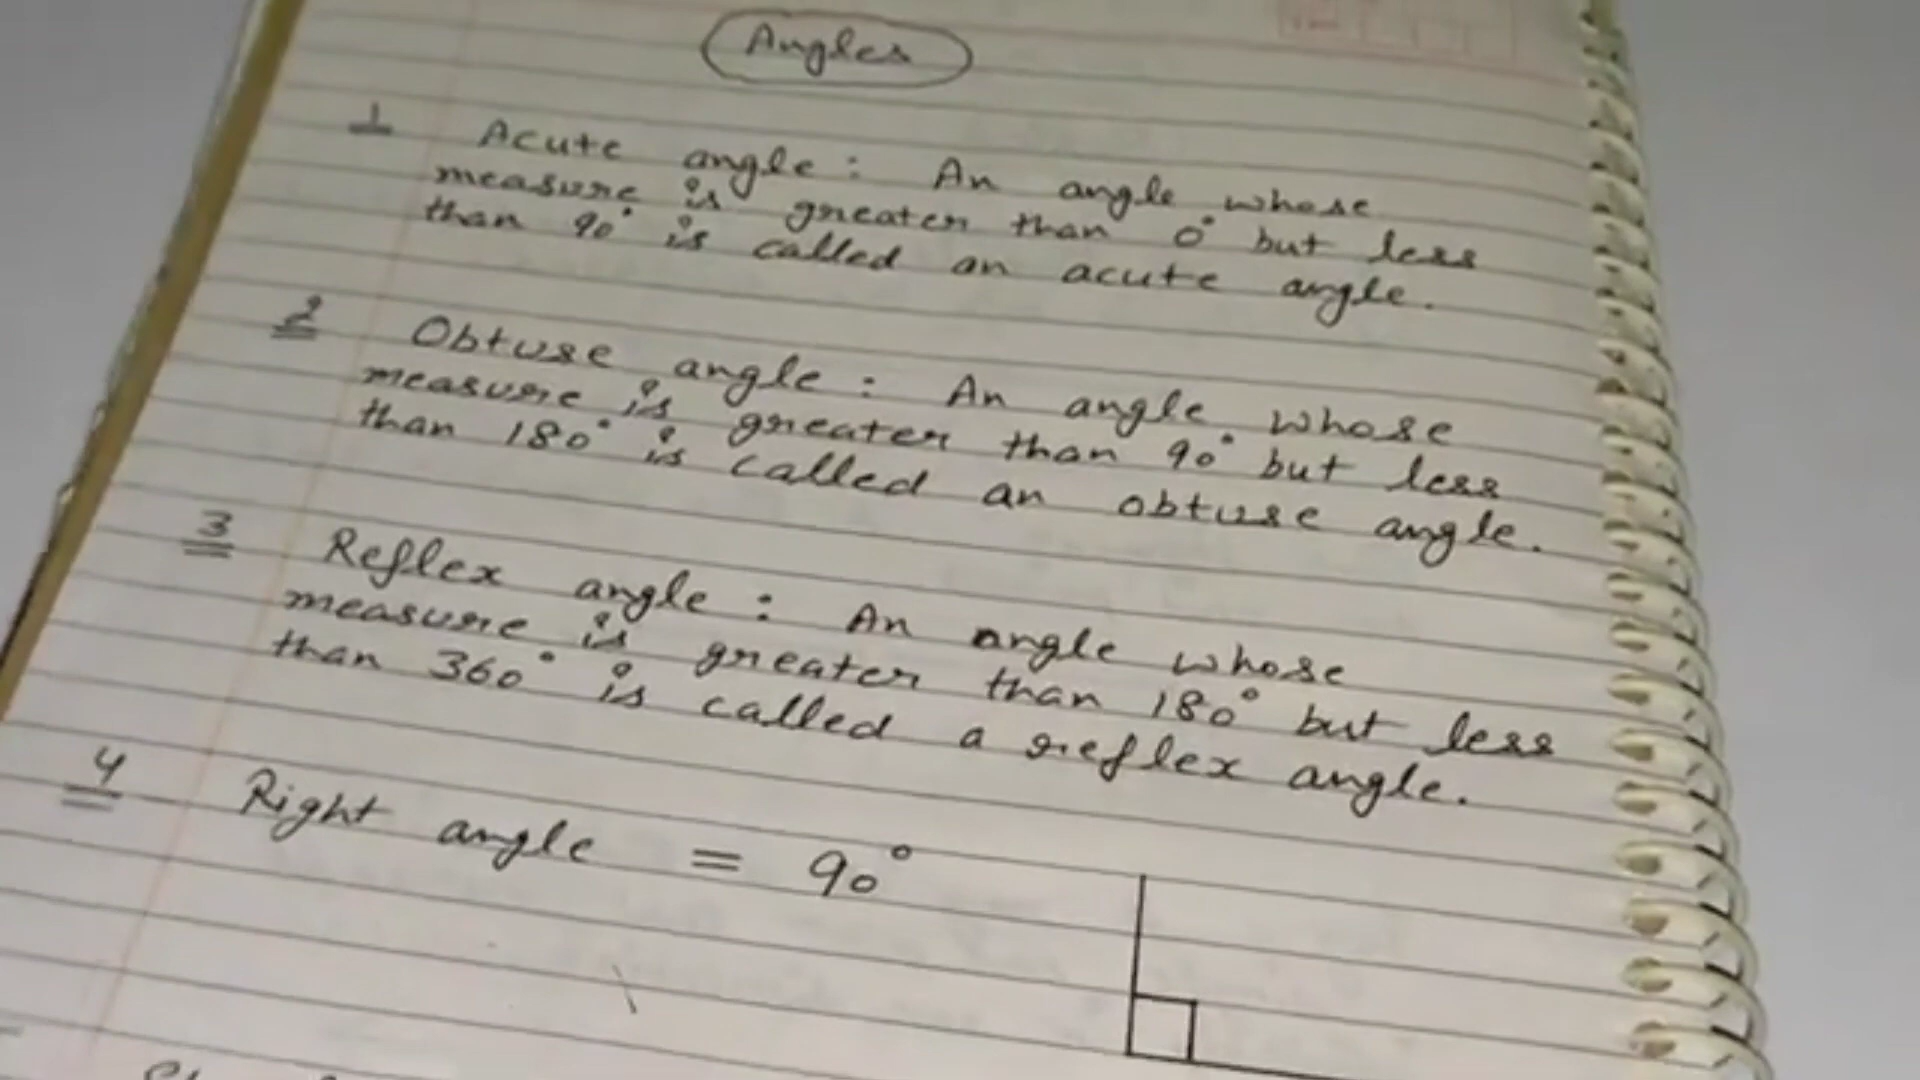 Angles
1 Acute angle : An angle whose
measure is greater than 0° but less
than 90° is called an acute angle.
2 Obtuse angle : An angle whose
measure is greater than 90° but less
than 180° is called an obtuse angle.
3 Reflex angle : An angle whose
measure is greater than 180° but less
than 360° is called a reflex angle.
4 Right angle = 90°